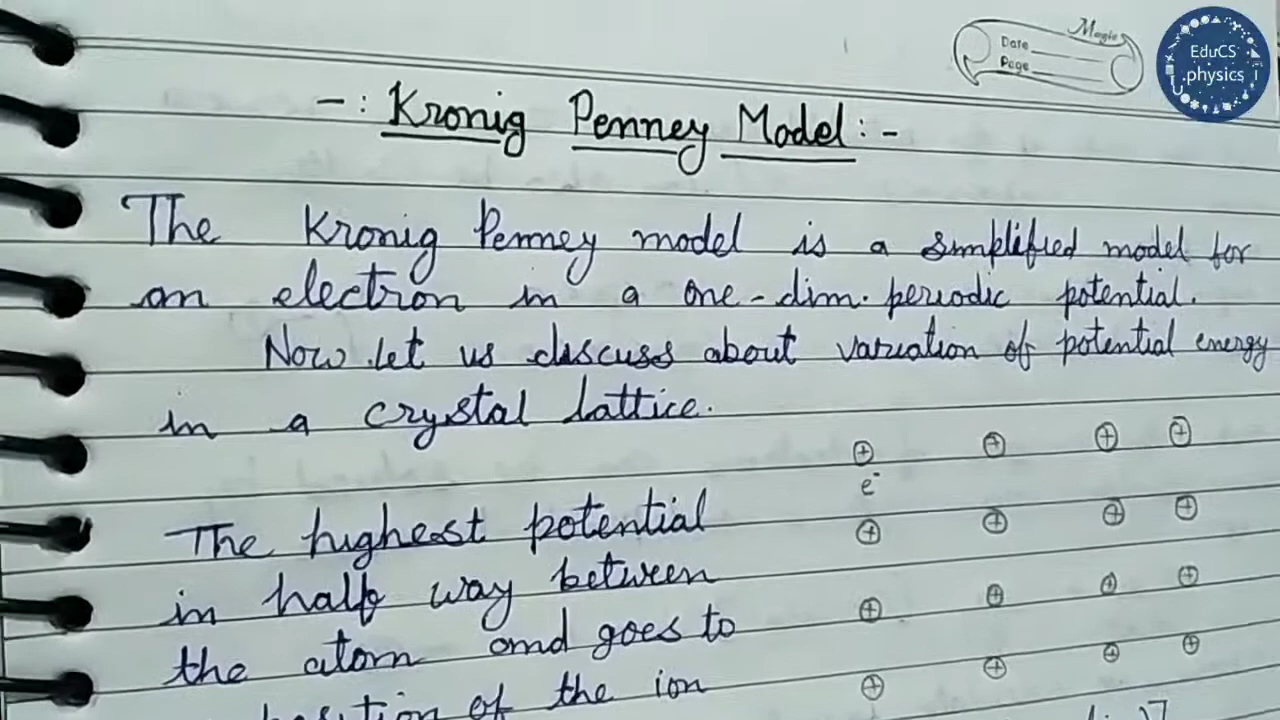 Magic
Date
Page
EduCS
.physics
-: Kronig Penney Model :-
The Kronig Penney model is a simplified model for
an electron in a one-dim. periodic potential.
Now let us discuss about variation of potential energy
in a crystal lattice.
⊕ ⊕ ⊕ ⊕
e⁻
⊕ ⊕ ⊕ ⊕
⊕ ⊕ ⊕ ⊕
⊕ ⊕ ⊕ ⊕
The highest potential
in half way between
the atom and goes to
position of the ion